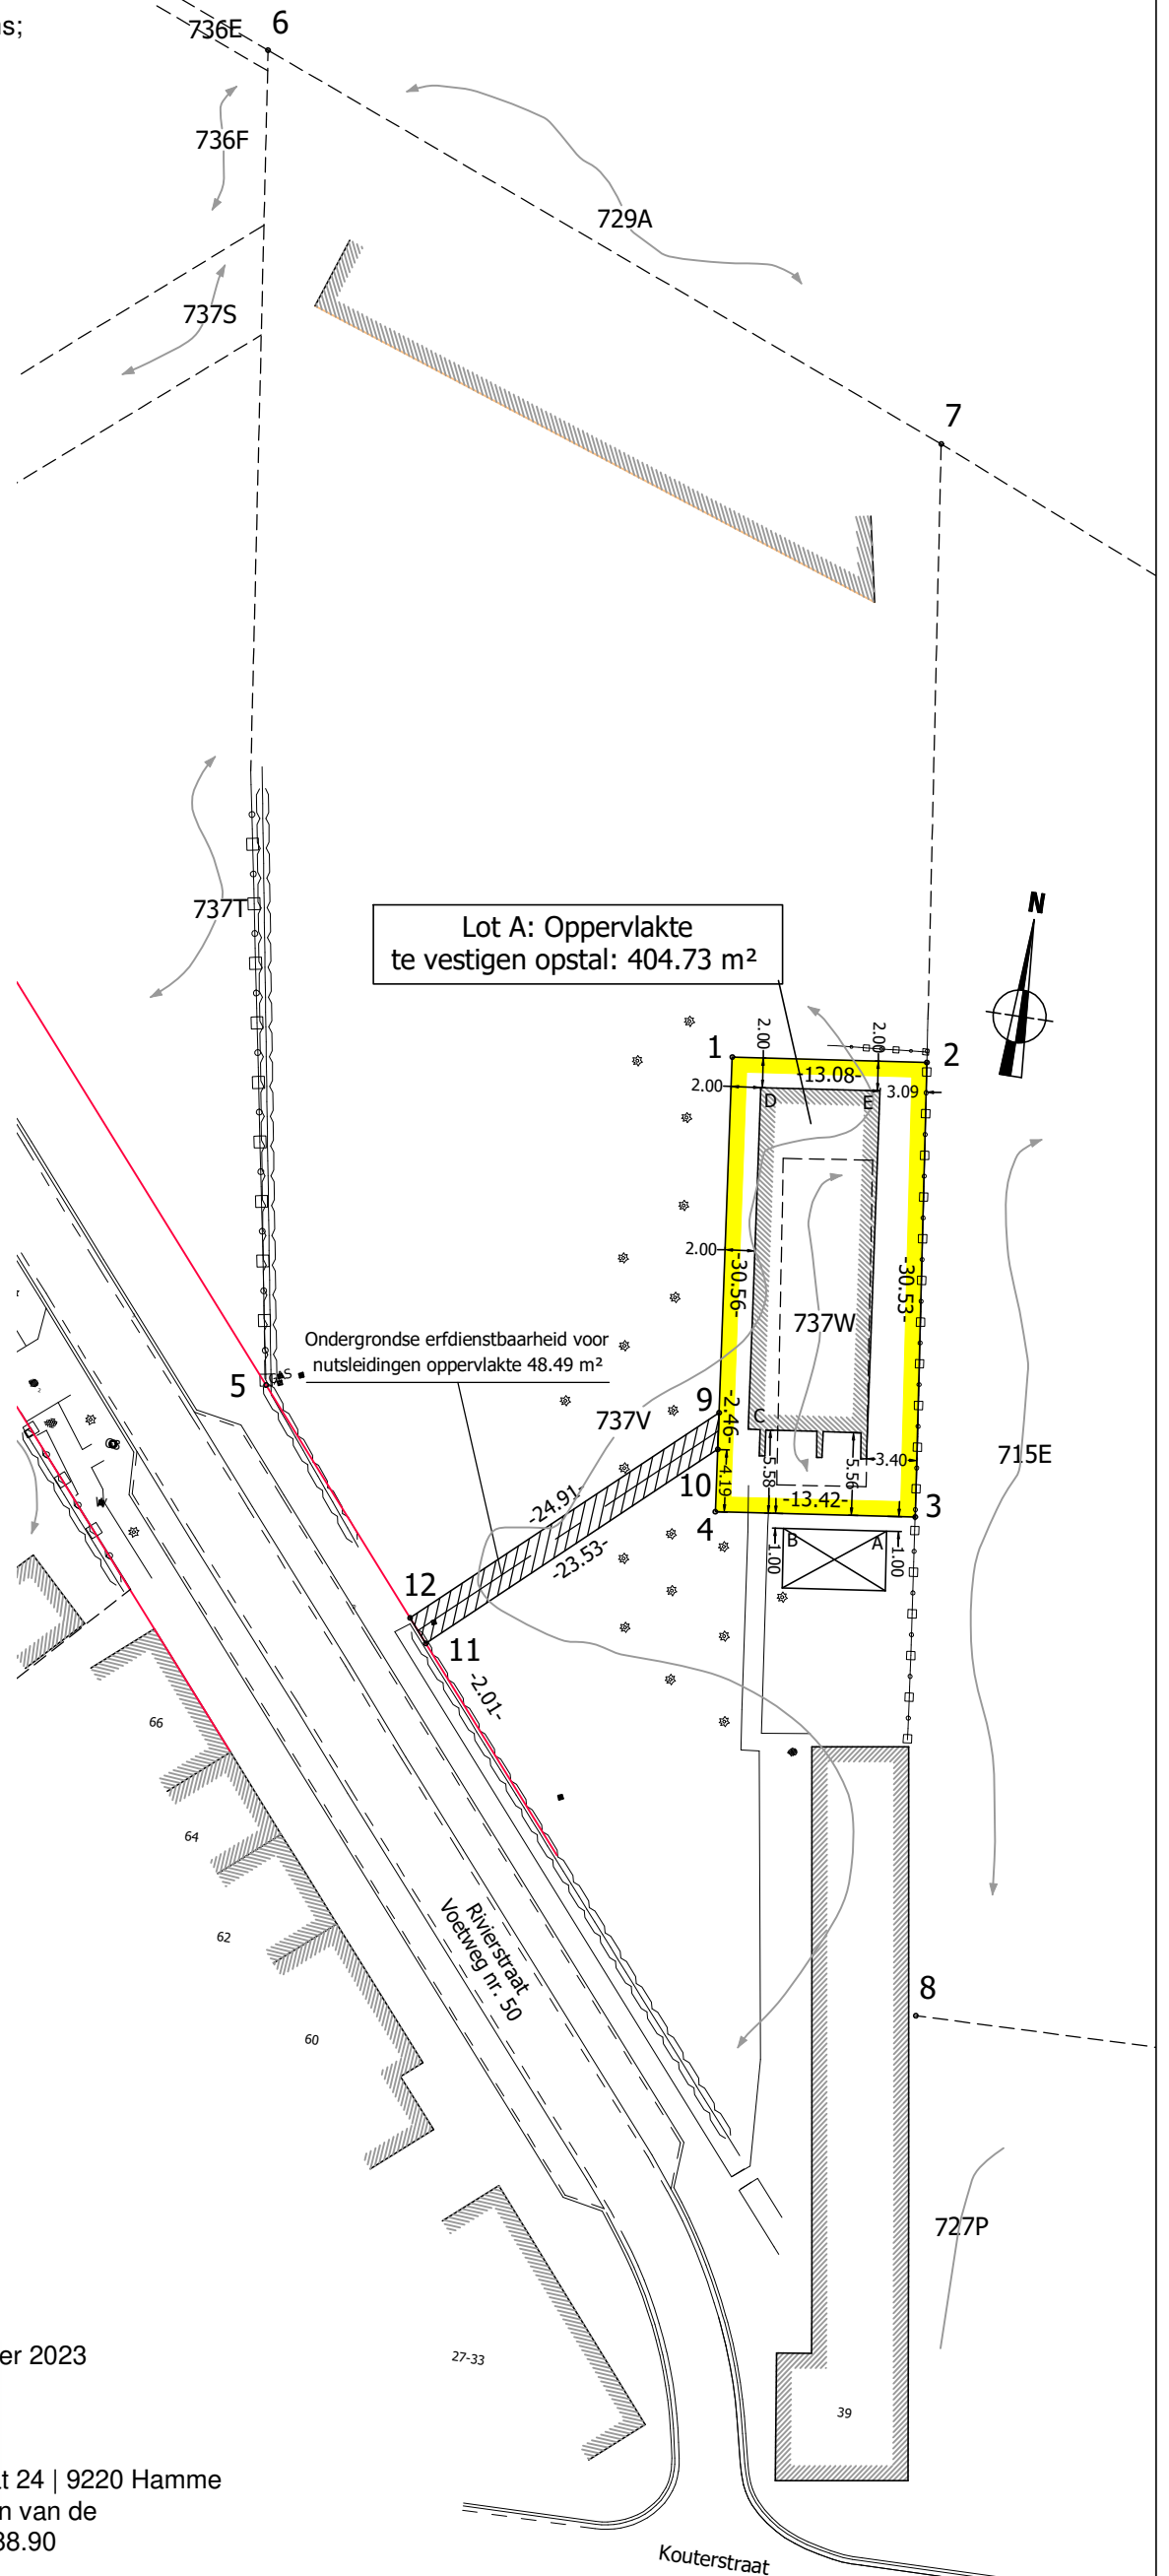 s;
736E
6
736F
729A
737S
7
737T
Lot A: Oppervlakte
te vestigen opstal: 404.73 m²
N
1
2.00
2.00
2
-13.08-
2.00
3.09
D
E
2.00
-30.56-
-30.53-
737W
Ondergrondse erfdienstbaarheid voor
nutsleidingen oppervlakte 48.49 m²
GAS
5
9
-2.46-
C
737V
715E
10
4.19
5.58
5.56
3.40
-24.91-
-13.42-
4
3
-23.53-
B
A
1.00
1.00
12
11
-2.01-
66
64
62
Rivierstraat
Voetweg nr. 50
8
60
727P
er 2023
27-33
39
t 24 | 9220 Hamme
n van de
38.90
Kouterstraat